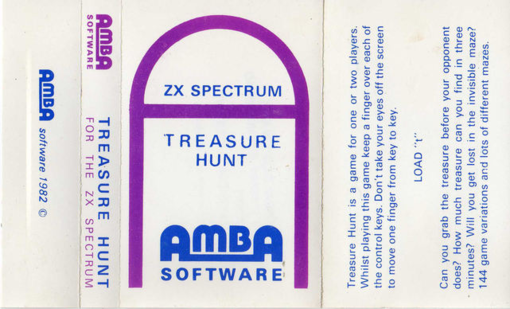 AMBA software 1982 ©
AMBA
SOFTWARE
TREASURE HUNT
FOR THE ZX SPECTRUM
ZX SPECTRUM
TREASURE
HUNT
AMBA
SOFTWARE
Treasure Hunt is a game for one or two players.
Whilst playing this game keep a finger over each of
the control keys. Don't take your eyes off the screen
to move one finger from key to key.
LOAD "t"
Can you grab the treasure before your opponent
does? How much treasure can you find in three
minutes? Will you get lost in the invisible maze?
144 game variations and lots of different mazes.